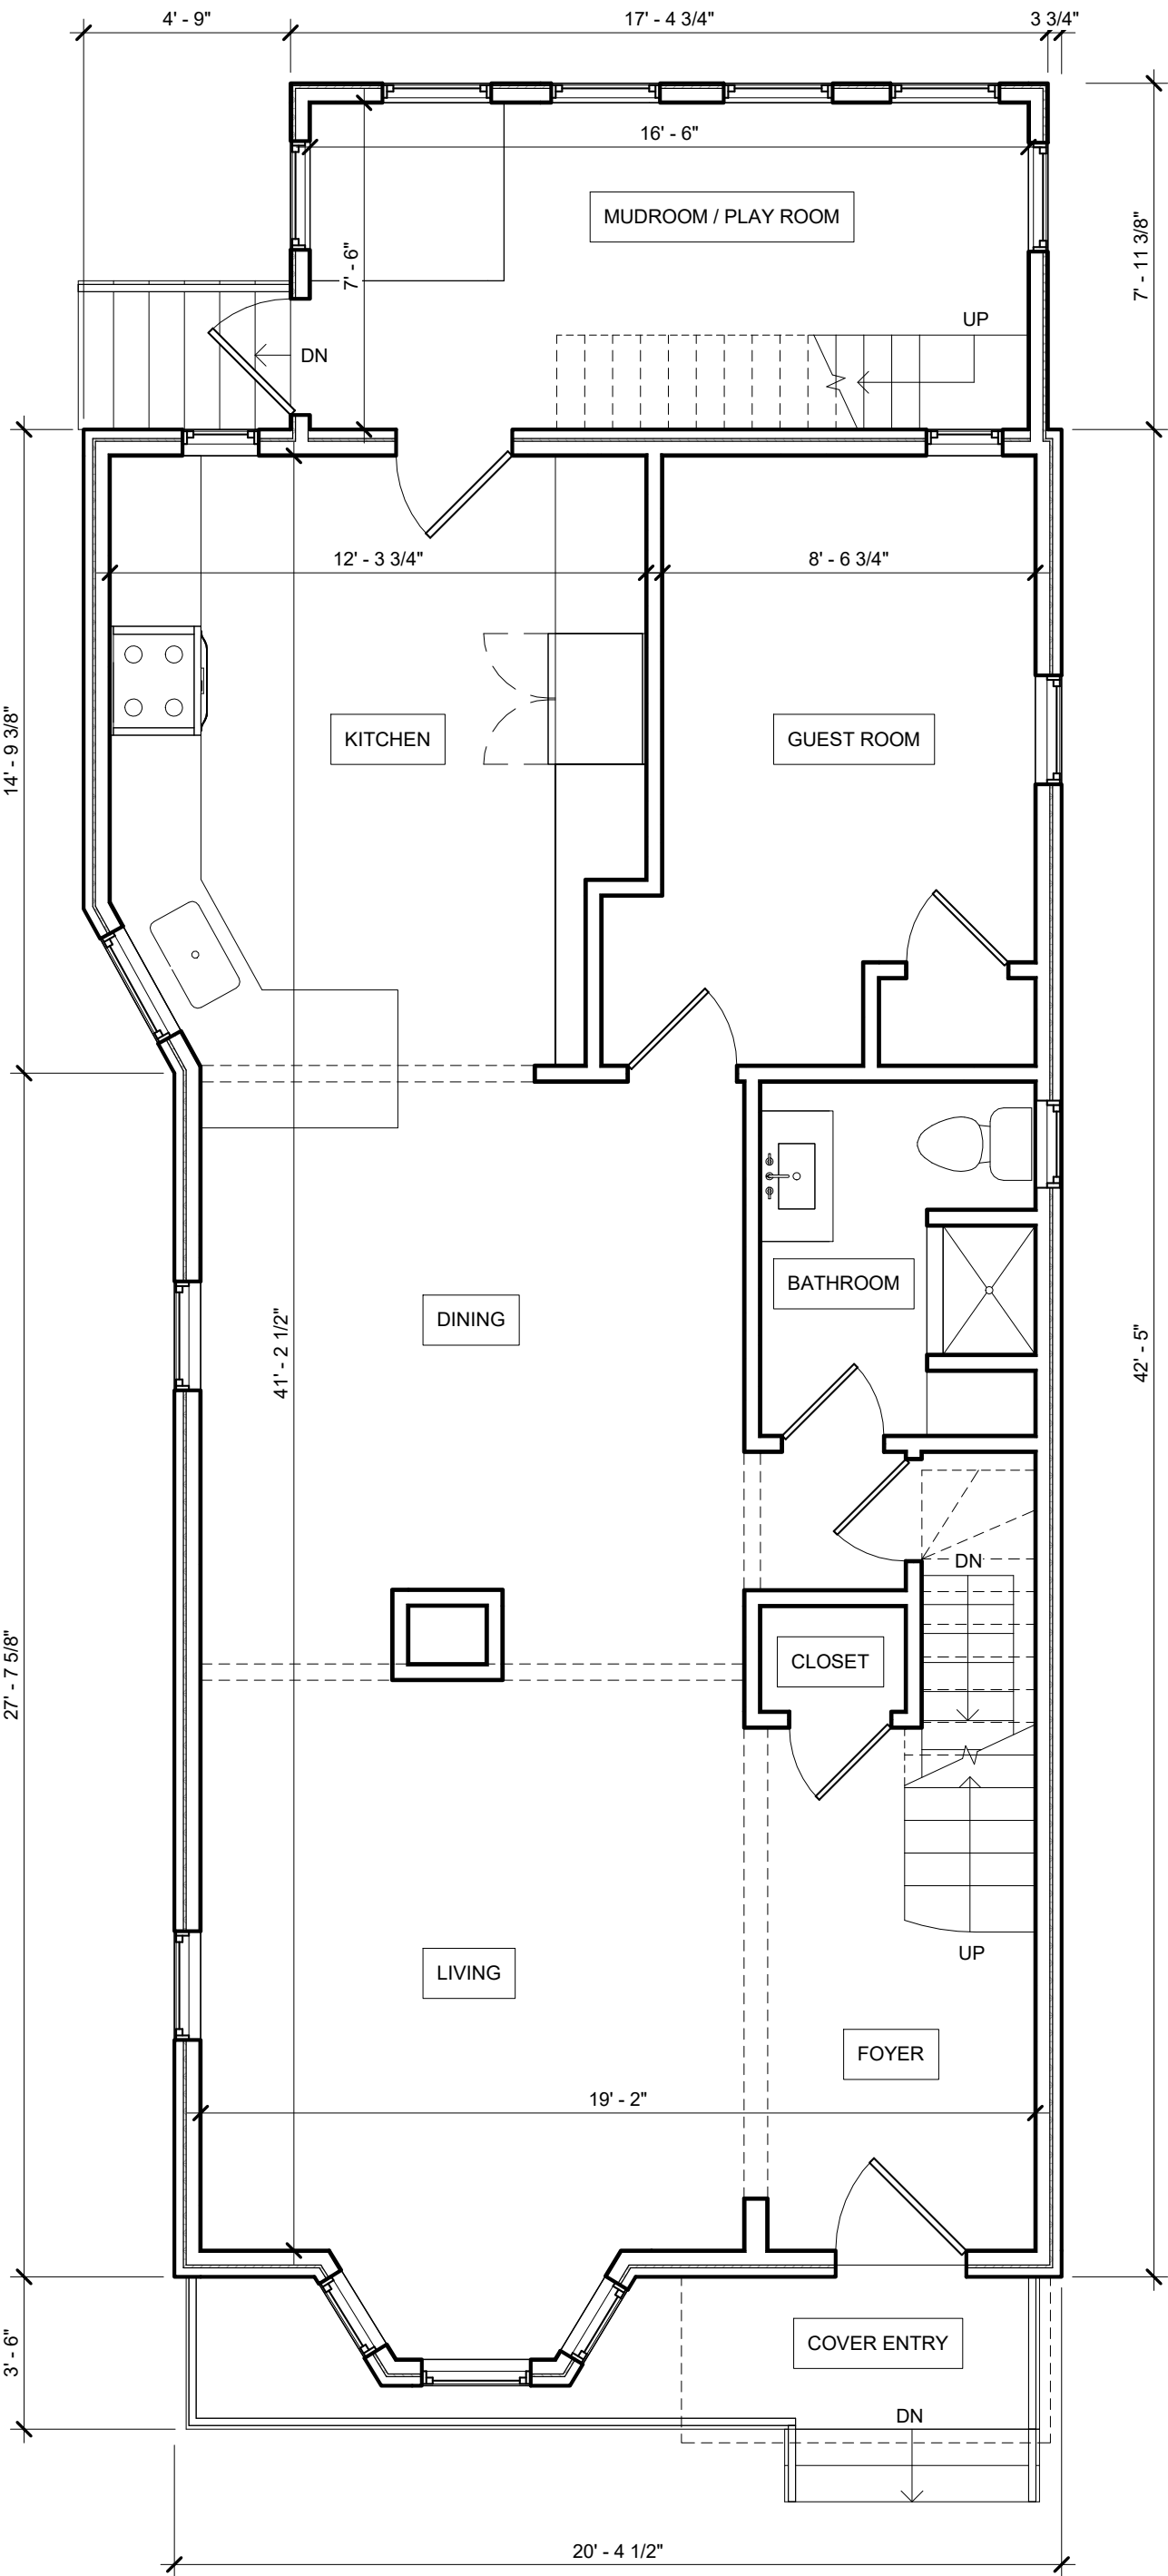 4' - 9"
17' - 4 3/4"
3 3/4"
16' - 6"
MUDROOM / PLAY ROOM
7' - 6"
7' - 11 3/8"
UP
DN
12' - 3 3/4"
8' - 6 3/4"
14' - 9 3/8"
KITCHEN
GUEST ROOM
BATHROOM
DINING
41' - 2 1/2"
42' - 5"
DN
27' - 7 5/8"
CLOSET
UP
LIVING
FOYER
19' - 2"
3' - 6"
COVER ENTRY
DN
20' - 4 1/2"